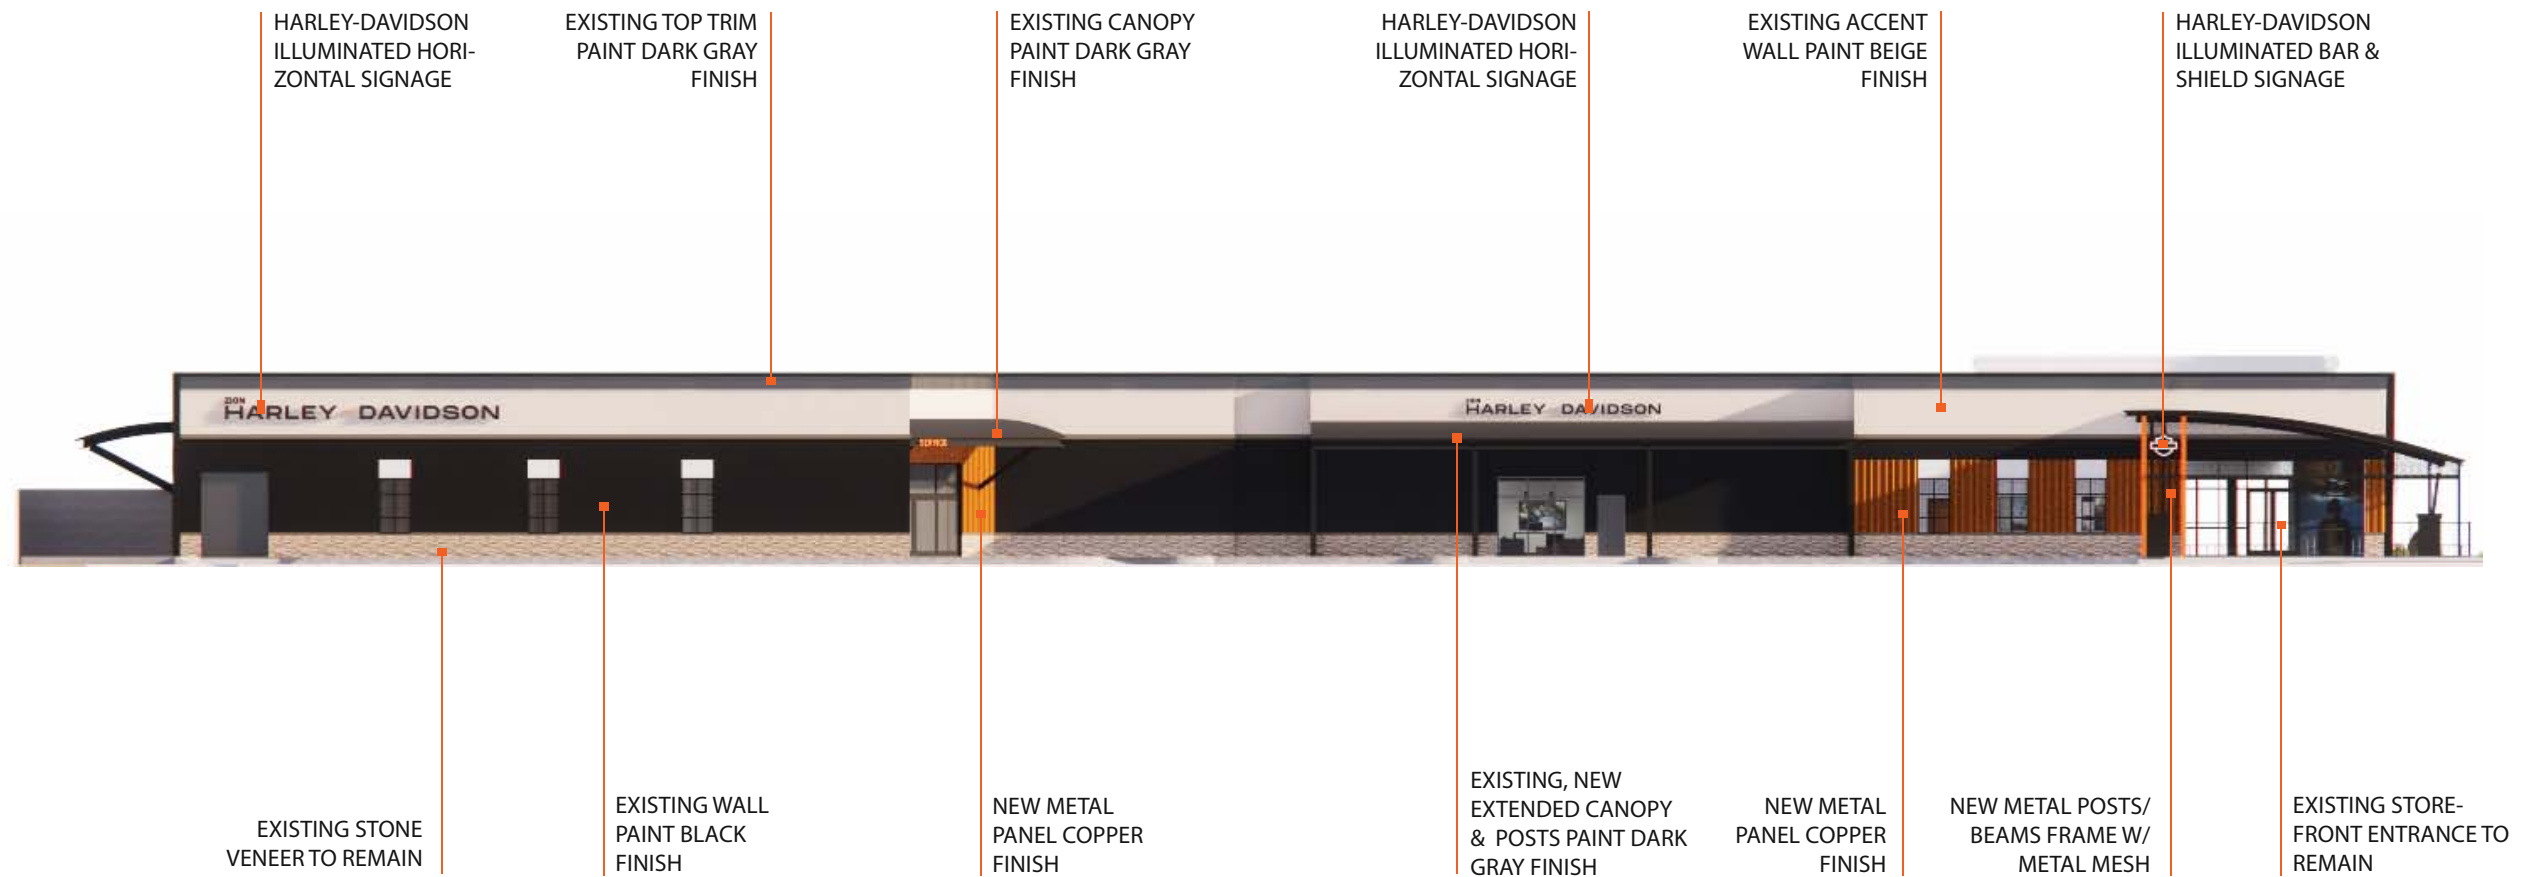 HARLEY-DAVIDSON
ILLUMINATED HORI-
ZONTAL SIGNAGE
EXISTING TOP TRIM
PAINT DARK GRAY
FINISH
EXISTING CANOPY
PAINT DARK GRAY
FINISH
HARLEY-DAVIDSON
ILLUMINATED HORI-
ZONTAL SIGNAGE
EXISTING ACCENT
WALL PAINT BEIGE
FINISH
HARLEY-DAVIDSON
ILLUMINATED BAR &
SHIELD SIGNAGE
ZION
HARLEY-DAVIDSON
SERVICE
ZION
HARLEY-DAVIDSON
EXISTING STONE
VENEER TO REMAIN
EXISTING WALL
PAINT BLACK
FINISH
NEW METAL
PANEL COPPER
FINISH
EXISTING, NEW
EXTENDED CANOPY
& POSTS PAINT DARK
GRAY FINISH
NEW METAL
PANEL COPPER
FINISH
NEW METAL POSTS/
BEAMS FRAME W/
METAL MESH
EXISTING STORE-
FRONT ENTRANCE TO
REMAIN